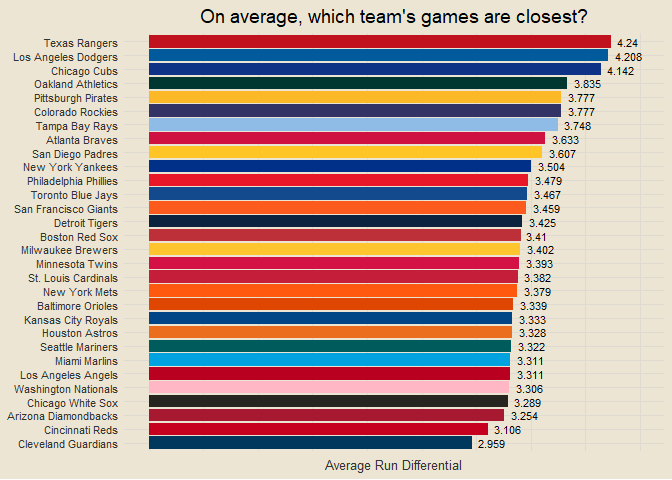 On average, which team's games are closest?
Texas Rangers 4.24
Los Angeles Dodgers 4.208
Chicago Cubs 4.142
Oakland Athletics 3.835
Pittsburgh Pirates 3.777
Colorado Rockies 3.777
Tampa Bay Rays 3.748
Atlanta Braves 3.633
San Diego Padres 3.607
New York Yankees 3.504
Philadelphia Phillies 3.479
Toronto Blue Jays 3.467
San Francisco Giants 3.459
Detroit Tigers 3.425
Boston Red Sox 3.41
Milwaukee Brewers 3.402
Minnesota Twins 3.393
St. Louis Cardinals 3.382
New York Mets 3.379
Baltimore Orioles 3.339
Kansas City Royals 3.333
Houston Astros 3.328
Seattle Mariners 3.322
Miami Marlins 3.311
Los Angeles Angels 3.311
Washington Nationals 3.306
Chicago White Sox 3.289
Arizona Diamondbacks 3.254
Cincinnati Reds 3.106
Cleveland Guardians 2.959
Average Run Differential